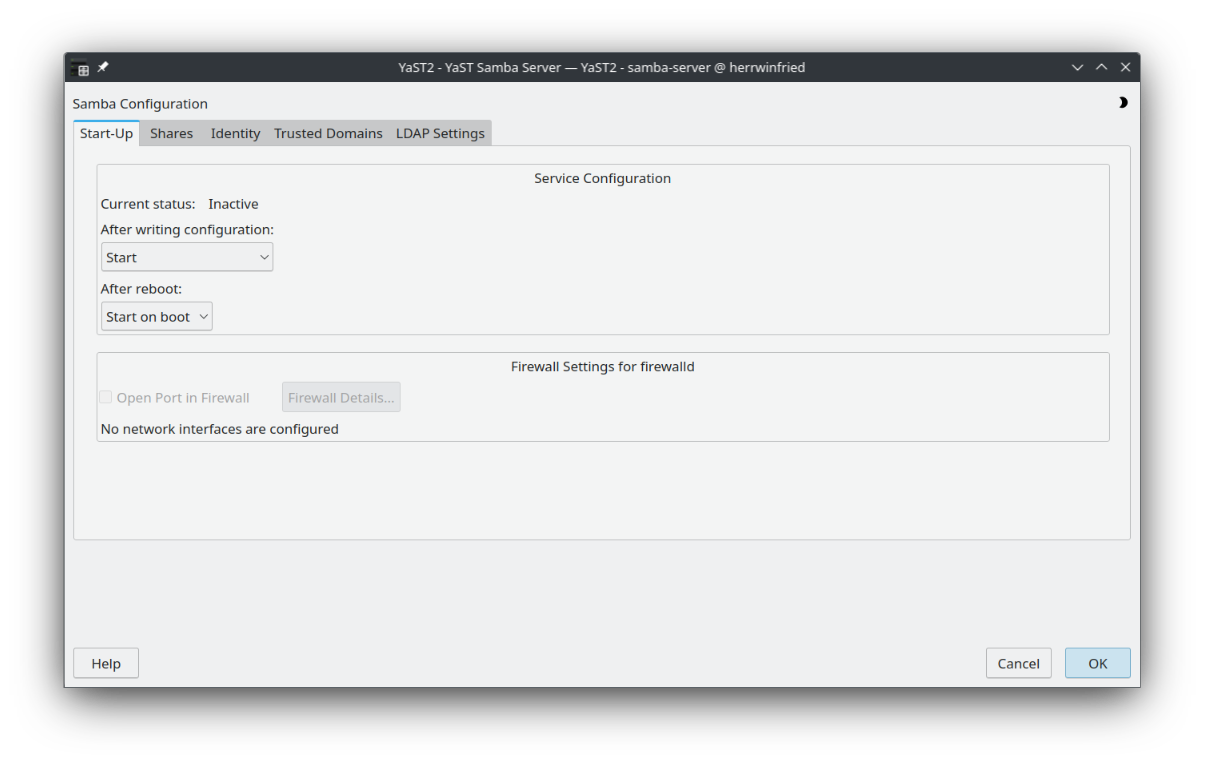 YaST2 - YaST Samba Server — YaST2 - samba-server @ herrwinfried
Samba Configuration
Start-Up Shares Identity Trusted Domains LDAP Settings
Service Configuration
Current status: Inactive
After writing configuration:
Start
After reboot:
Start on boot
Firewall Settings for firewalld
Open Port in Firewall Firewall Details...
No network interfaces are configured
Help Cancel OK